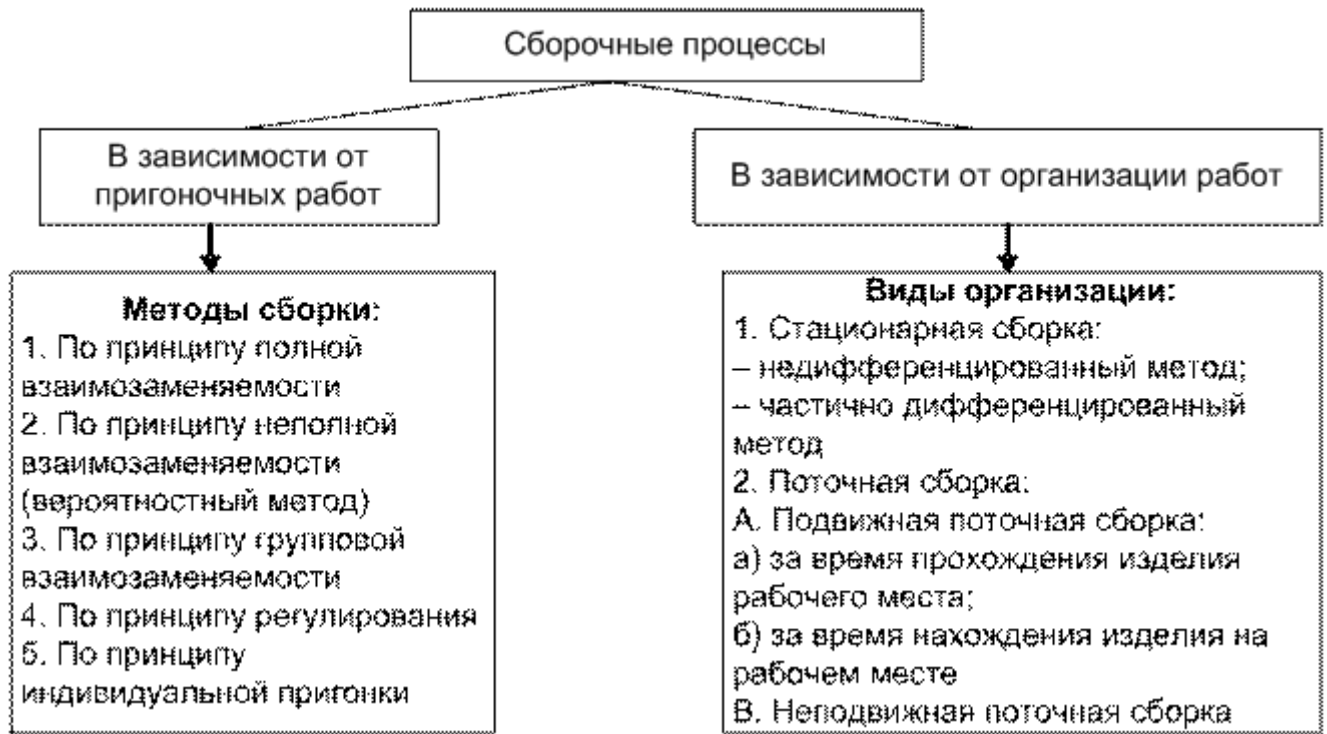 Сборочные процессы
В зависимости от
пригоночных работ
В зависимости от организации работ
Методы сборки:
1. По принципу полной
взаимозаменяемости
2. По принципу неполной
взаимозаменяемости
(вероятностный метод)
3. По принципу групповой
взаимозаменяемости
4. По принципу регулирования
5. По принципу
индивидуальной пригонки
Виды организации:
1. Стационарная сборка:
– недифференцированный метод;
– частично дифференцированный
метод
2. Поточная сборка:
А. Подвижная поточная сборка:
а) за время прохождения изделия
рабочего места;
б) за время нахождения изделия на
рабочем месте
В. Неподвижная поточная сборка